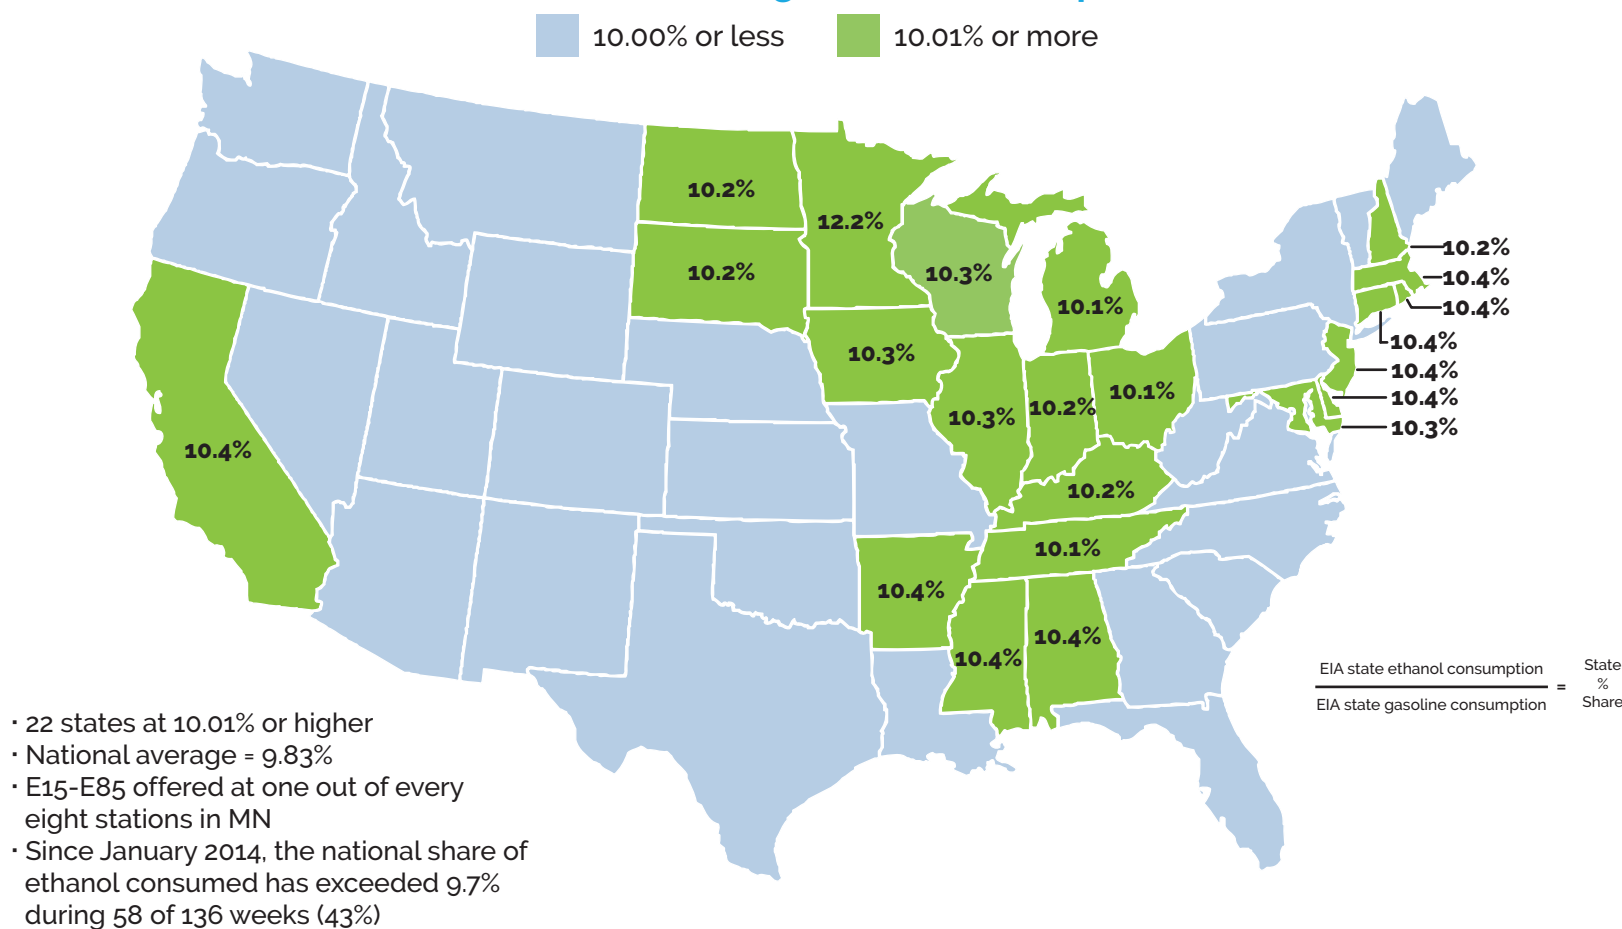 10.00% or less
10.01% or more
10.2%
12.2%
10.2%
10.3%
10.1%
10.2%
10.4%
10.4%
10.4%
10.4%
10.4%
10.3%
10.3%
10.3%
10.2%
10.1%
10.4%
10.2%
10.1%
10.4%
10.4%
10.4%
EIA state ethanol consumption
EIA state gasoline consumption
=
State
%
Share
· 22 states at 10.01% or higher
· National average = 9.83%
· E15-E85 offered at one out of every
eight stations in MN
· Since January 2014, the national share of
ethanol consumed has exceeded 9.7%
during 58 of 136 weeks (43%)